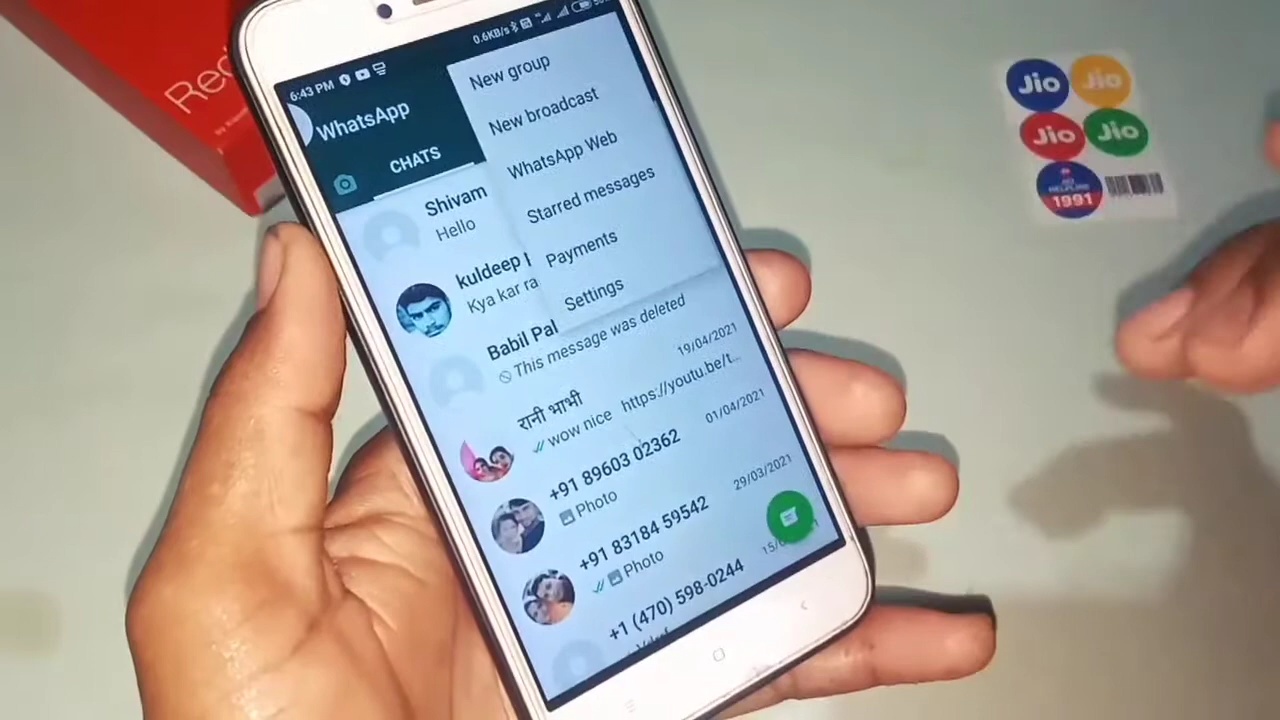 Red
6:43 PM
0.6KB/s
WhatsApp
CHATS
New group
New broadcast
WhatsApp Web
Starred messages
Payments
Settings
Shivam
Hello
kuldeep
Kya kar ra
Babil Pal
This message was deleted
19/04/2021
रानी भाभी
wow nice https://youtu.be/t...
01/04/2021
+91 89603 02362
Photo
29/03/2021
+91 83184 59542
Photo
+1 (470) 598-0244
Jio
Jio
Jio
Jio
HELPLINE
1991